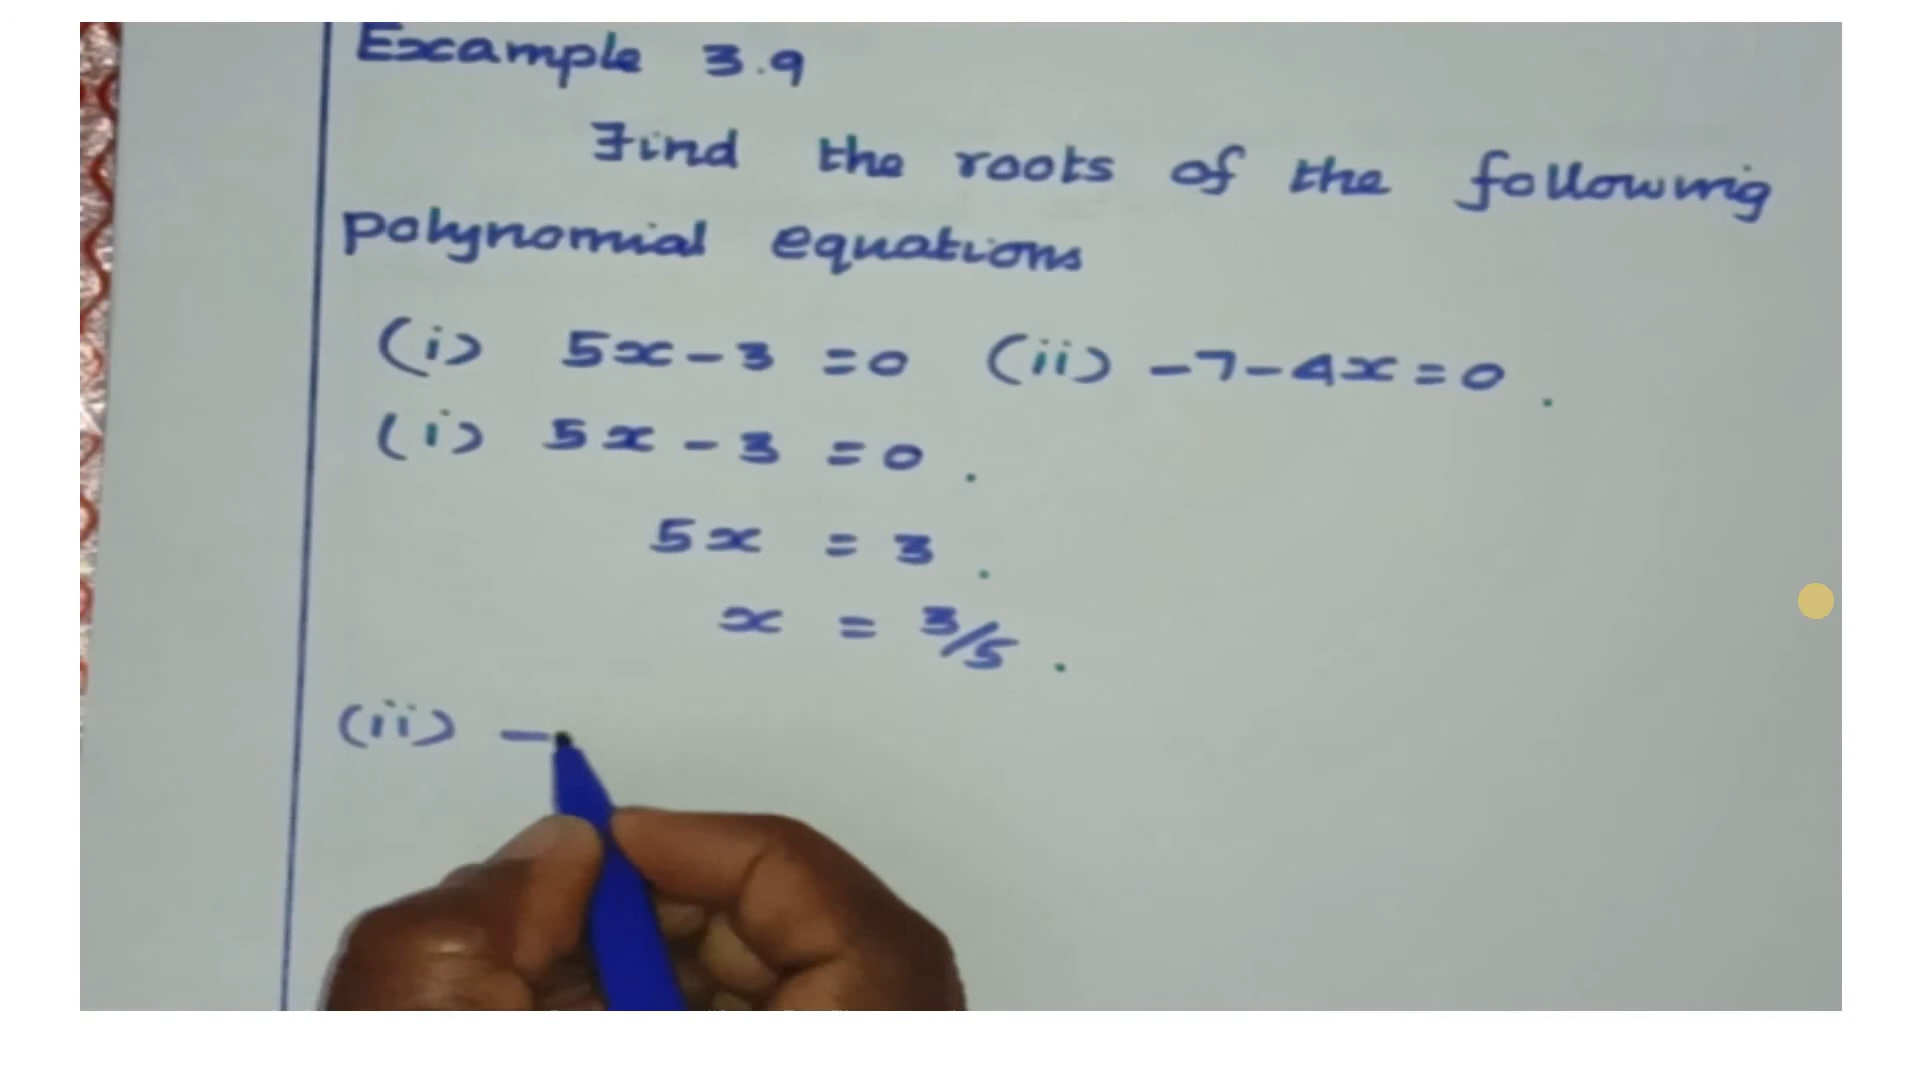 Example 3.9
Find the roots of the following
polynomial equations
(i) 5x - 3 = 0 (ii) -7-4x = 0.
(i) 5x - 3 = 0.
5x = 3.
x = 3/5.
(ii) -